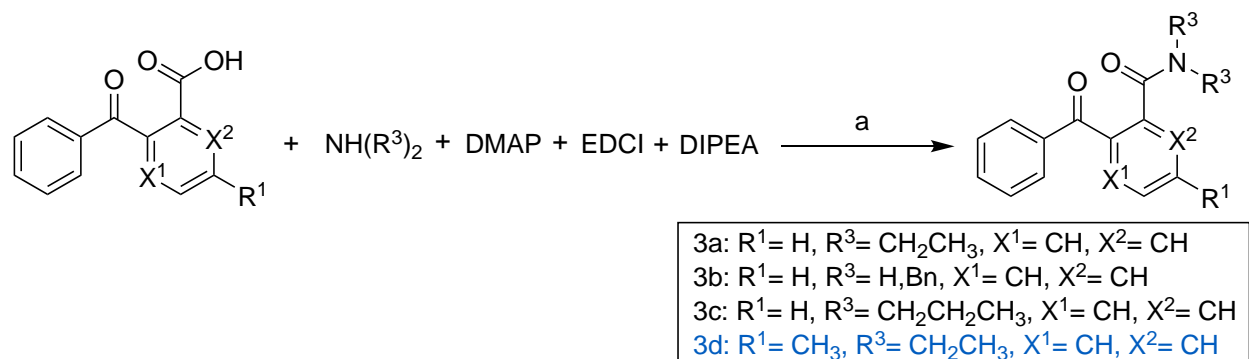 O
O
OH
X²
X¹
R¹
+ NH(R³)₂ + DMAP + EDCI + DIPEA
a
R³
O
N
R³
O
X²
X¹
R¹
3a: R¹= H, R³= CH₂CH₃, X¹= CH, X²= CH
3b: R¹= H, R³= H,Bn, X¹= CH, X²= CH
3c: R¹= H, R³= CH₂CH₂CH₃, X¹= CH, X²= CH
3d: R¹= CH₃, R³= CH₂CH₃, X¹= CH, X²= CH